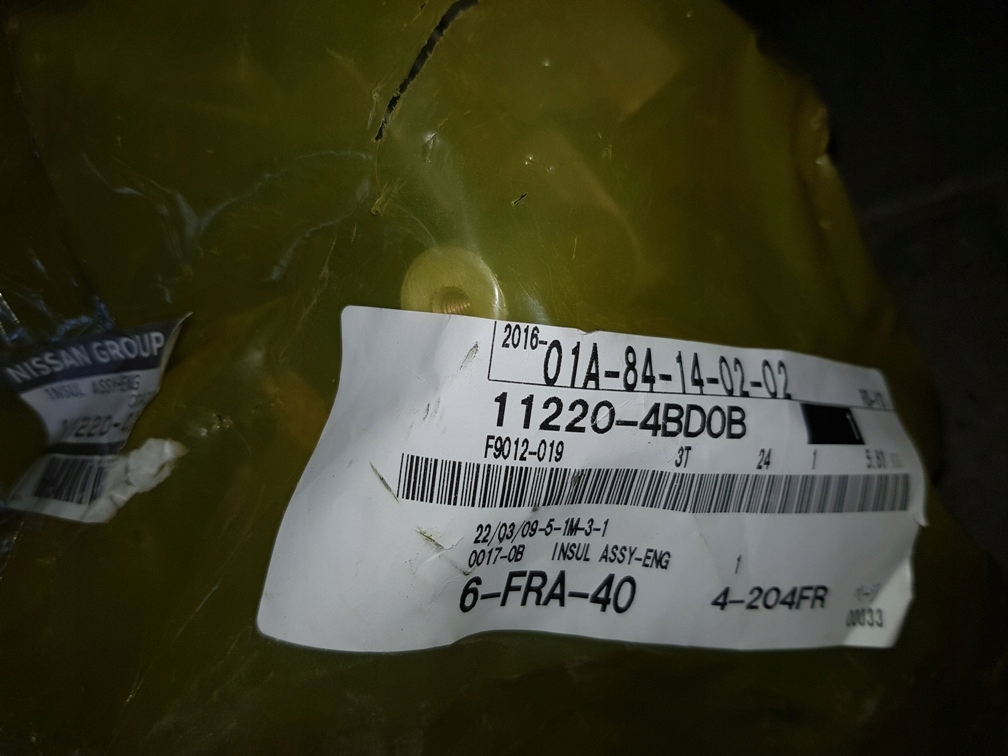 NISSAN GROUP
INSUL ASSY-ENG
2016-
01A-84-14-02-02
11220-4BD0B
F9012-019 3T 24 1
22/03/09-5-1M-3-1
0017-0B INSUL ASSY-ENG 1
6-FRA-40 4-204FR
00033